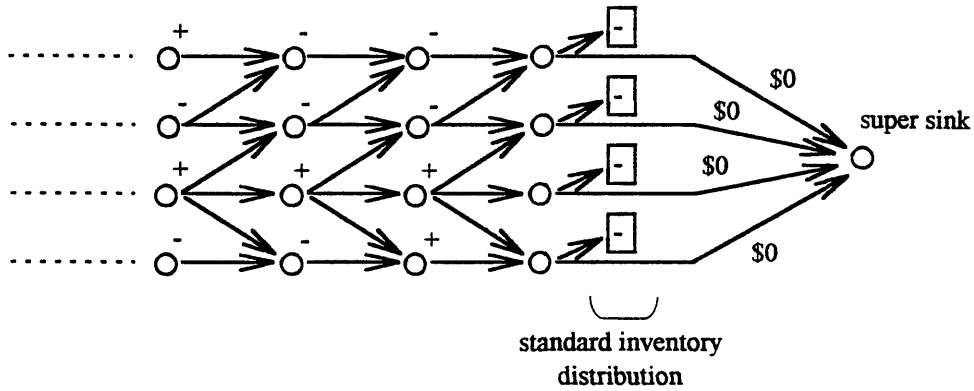 + - - -
$0
- - - -
$0
super sink
+ + + -
$0
- - + -
$0
standard inventory
distribution